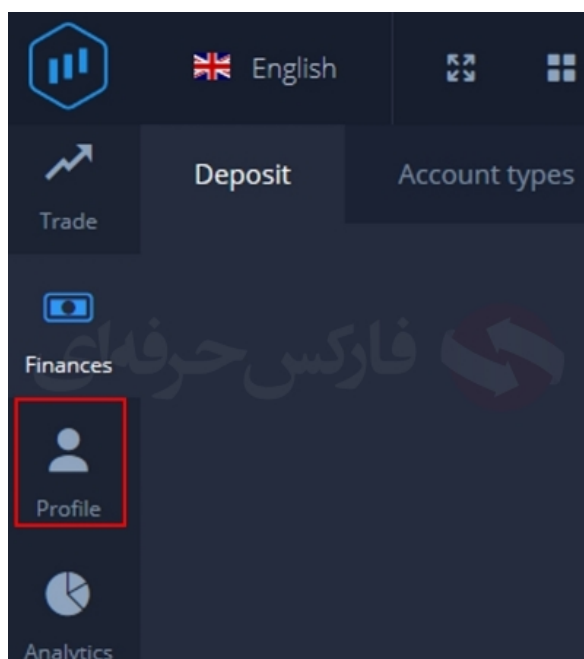 English
Deposit
Account types
Trade
Finances
فارکس حرفه‌ای
Profile
Analytics